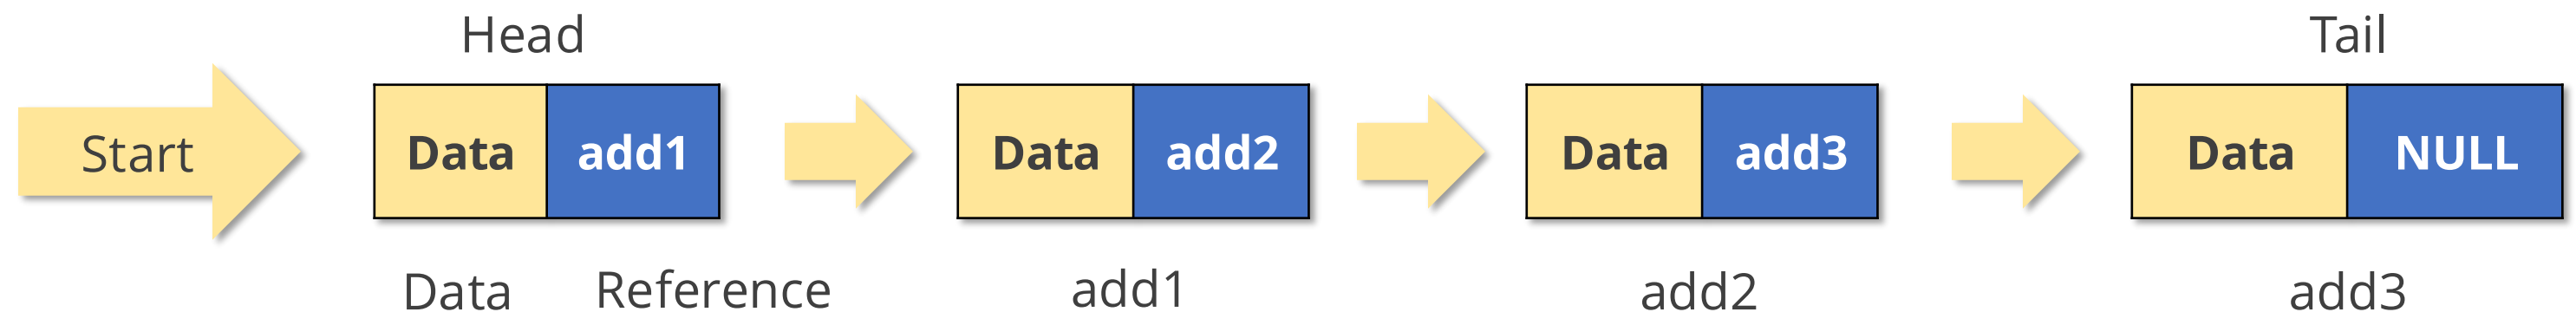 Head
Tail
Start
Data add1
Data add2
Data add3
Data NULL
Data Reference
add1
add2
add3